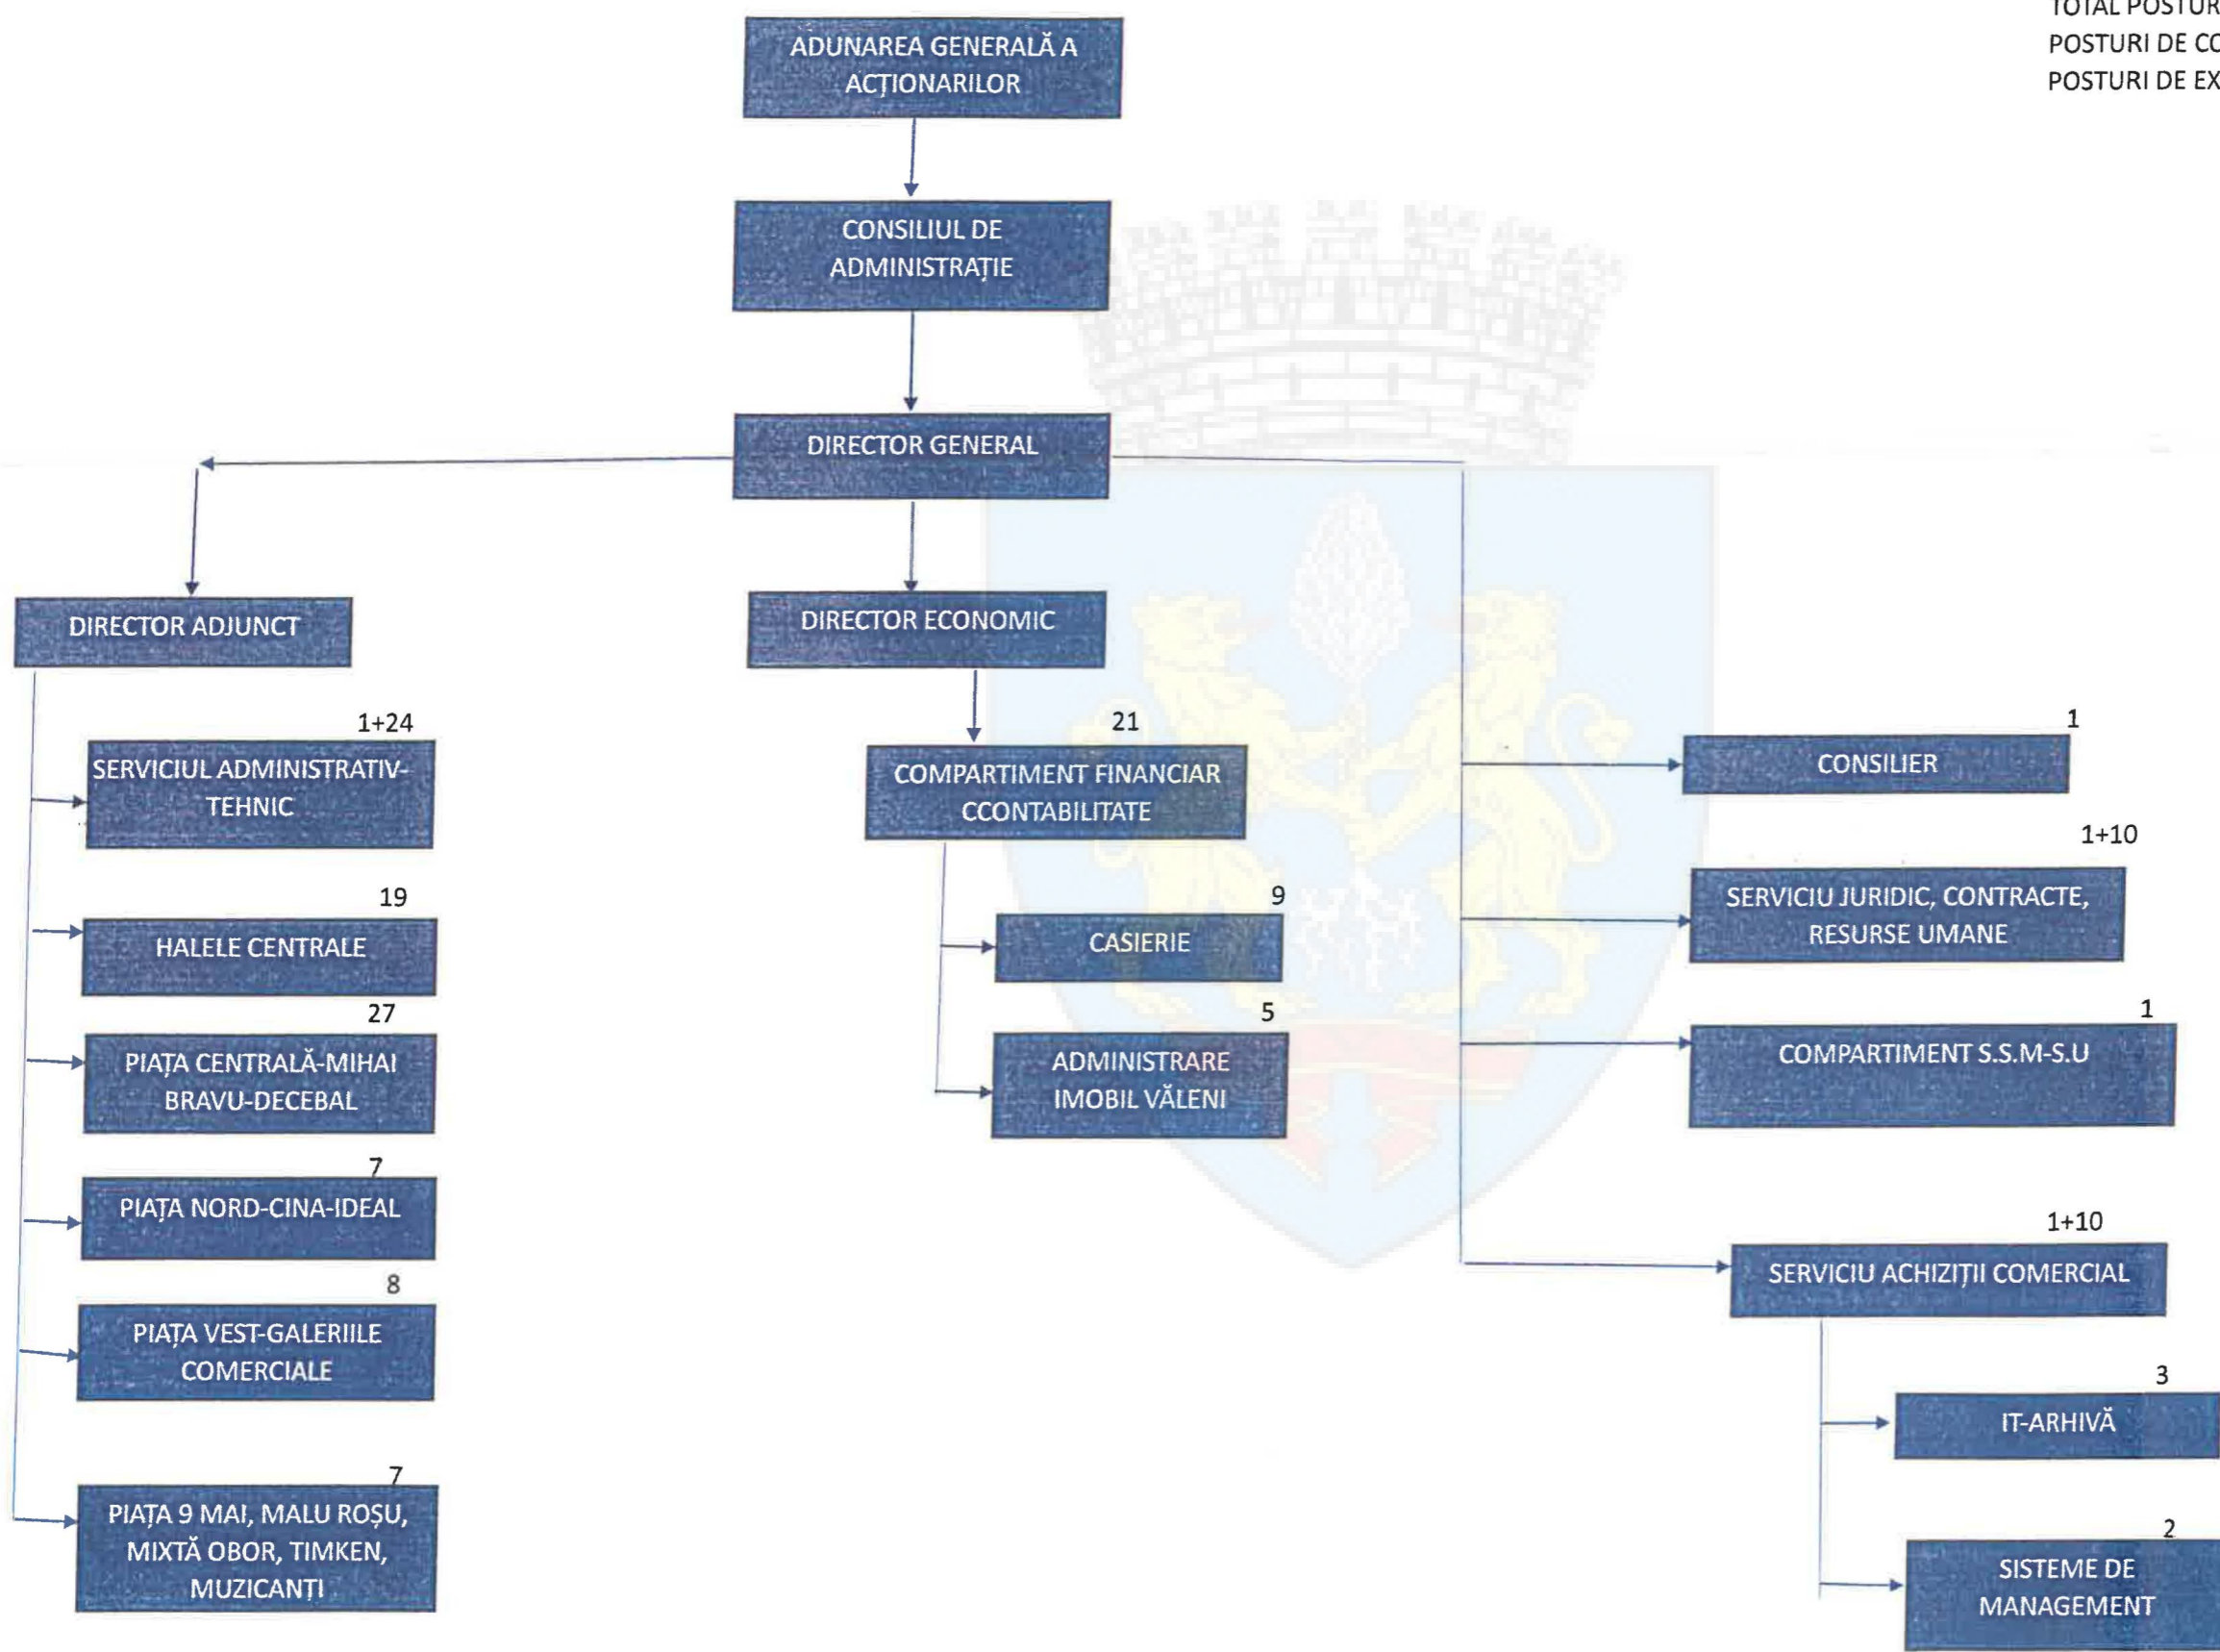 TOTAL POSTUR
POSTURI DE CO
POSTURI DE EX
ADUNAREA GENERALĂ A
ACȚIONARILOR
CONSILIUL DE
ADMINISTRAȚIE
DIRECTOR GENERAL
DIRECTOR ADJUNCT
1+24
SERVICIUL ADMINISTRATIV-
TEHNIC
19
HALELE CENTRALE
27
PIAȚA CENTRALĂ-MIHAI
BRAVU-DECEBAL
7
PIAȚA NORD-CINA-IDEAL
8
PIAȚA VEST-GALERIILE
COMERCIALE
7
PIAȚA 9 MAI, MALU ROȘU,
MIXTĂ OBOR, TIMKEN,
MUZICANȚI
DIRECTOR ECONOMIC
21
COMPARTIMENT FINANCIAR
CCONTABILITATE
9
CASIERIE
5
ADMINISTRARE
IMOBIL VĂLENI
1
CONSILIER
1+10
SERVICIU JURIDIC, CONTRACTE,
RESURSE UMANE
1
COMPARTIMENT S.S.M-S.U
1+10
SERVICIU ACHIZIȚII COMERCIAL
3
IT-ARHIVĂ
2
SISTEME DE
MANAGEMENT